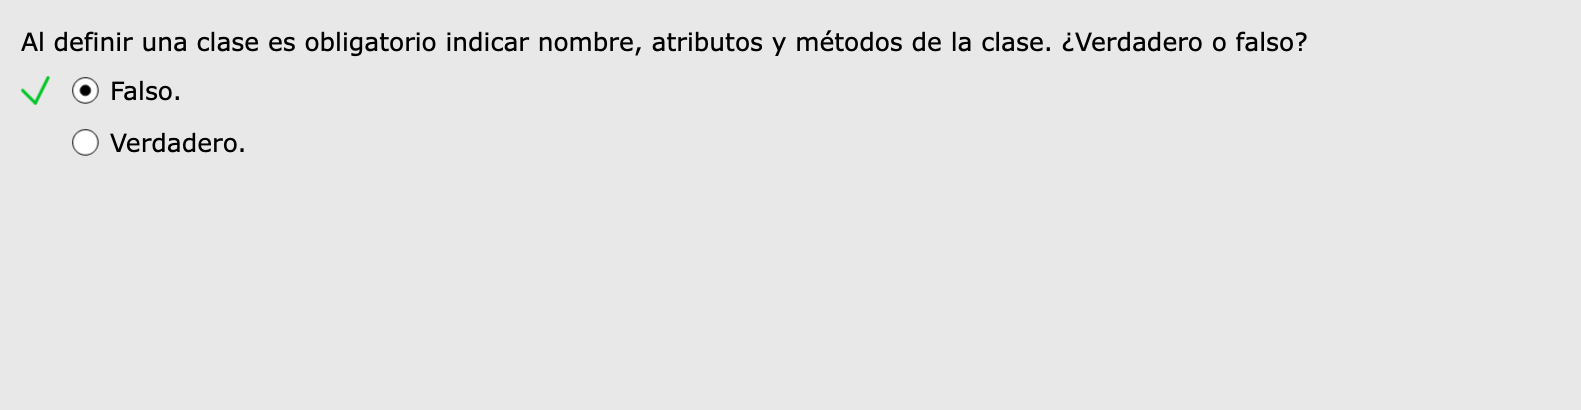 Al definir una clase es obligatorio indicar nombre, atributos y métodos de la clase. ¿Verdadero o falso?
Falso.
Verdadero.